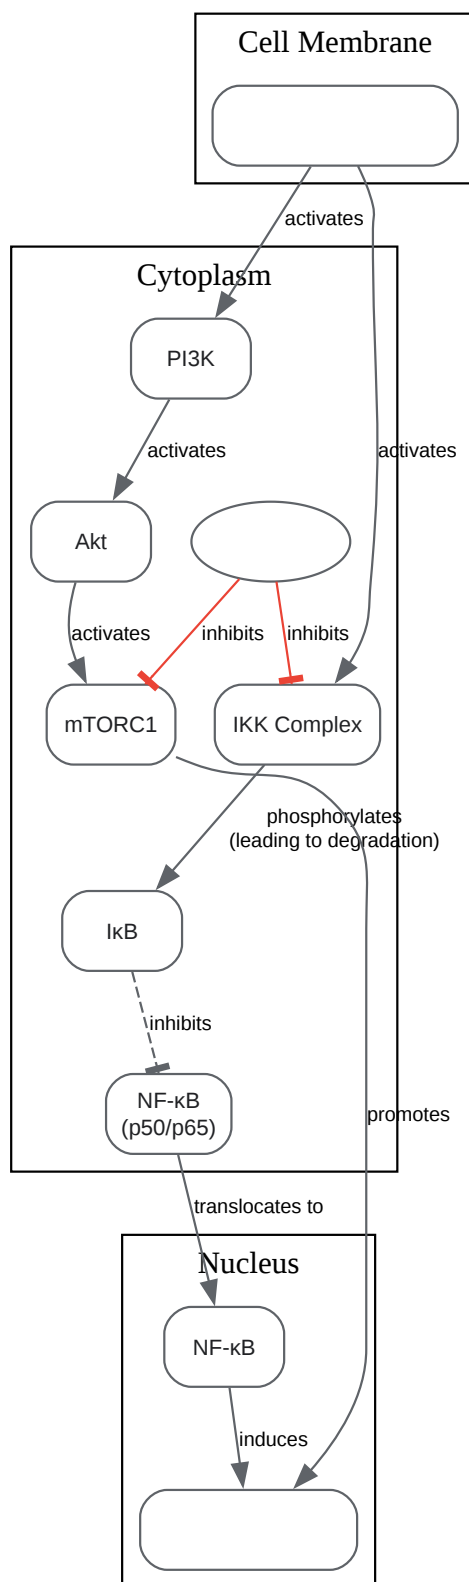 Cell Membrane
activates
Cytoplasm
PI3K
activates
activates
Akt
activates
inhibits
inhibits
mTORC1
IKK Complex
phosphorylates
(leading to degradation)
IκB
inhibits
NF-κB
(p50/p65)
promotes
translocates to
Nucleus
NF-κB
induces